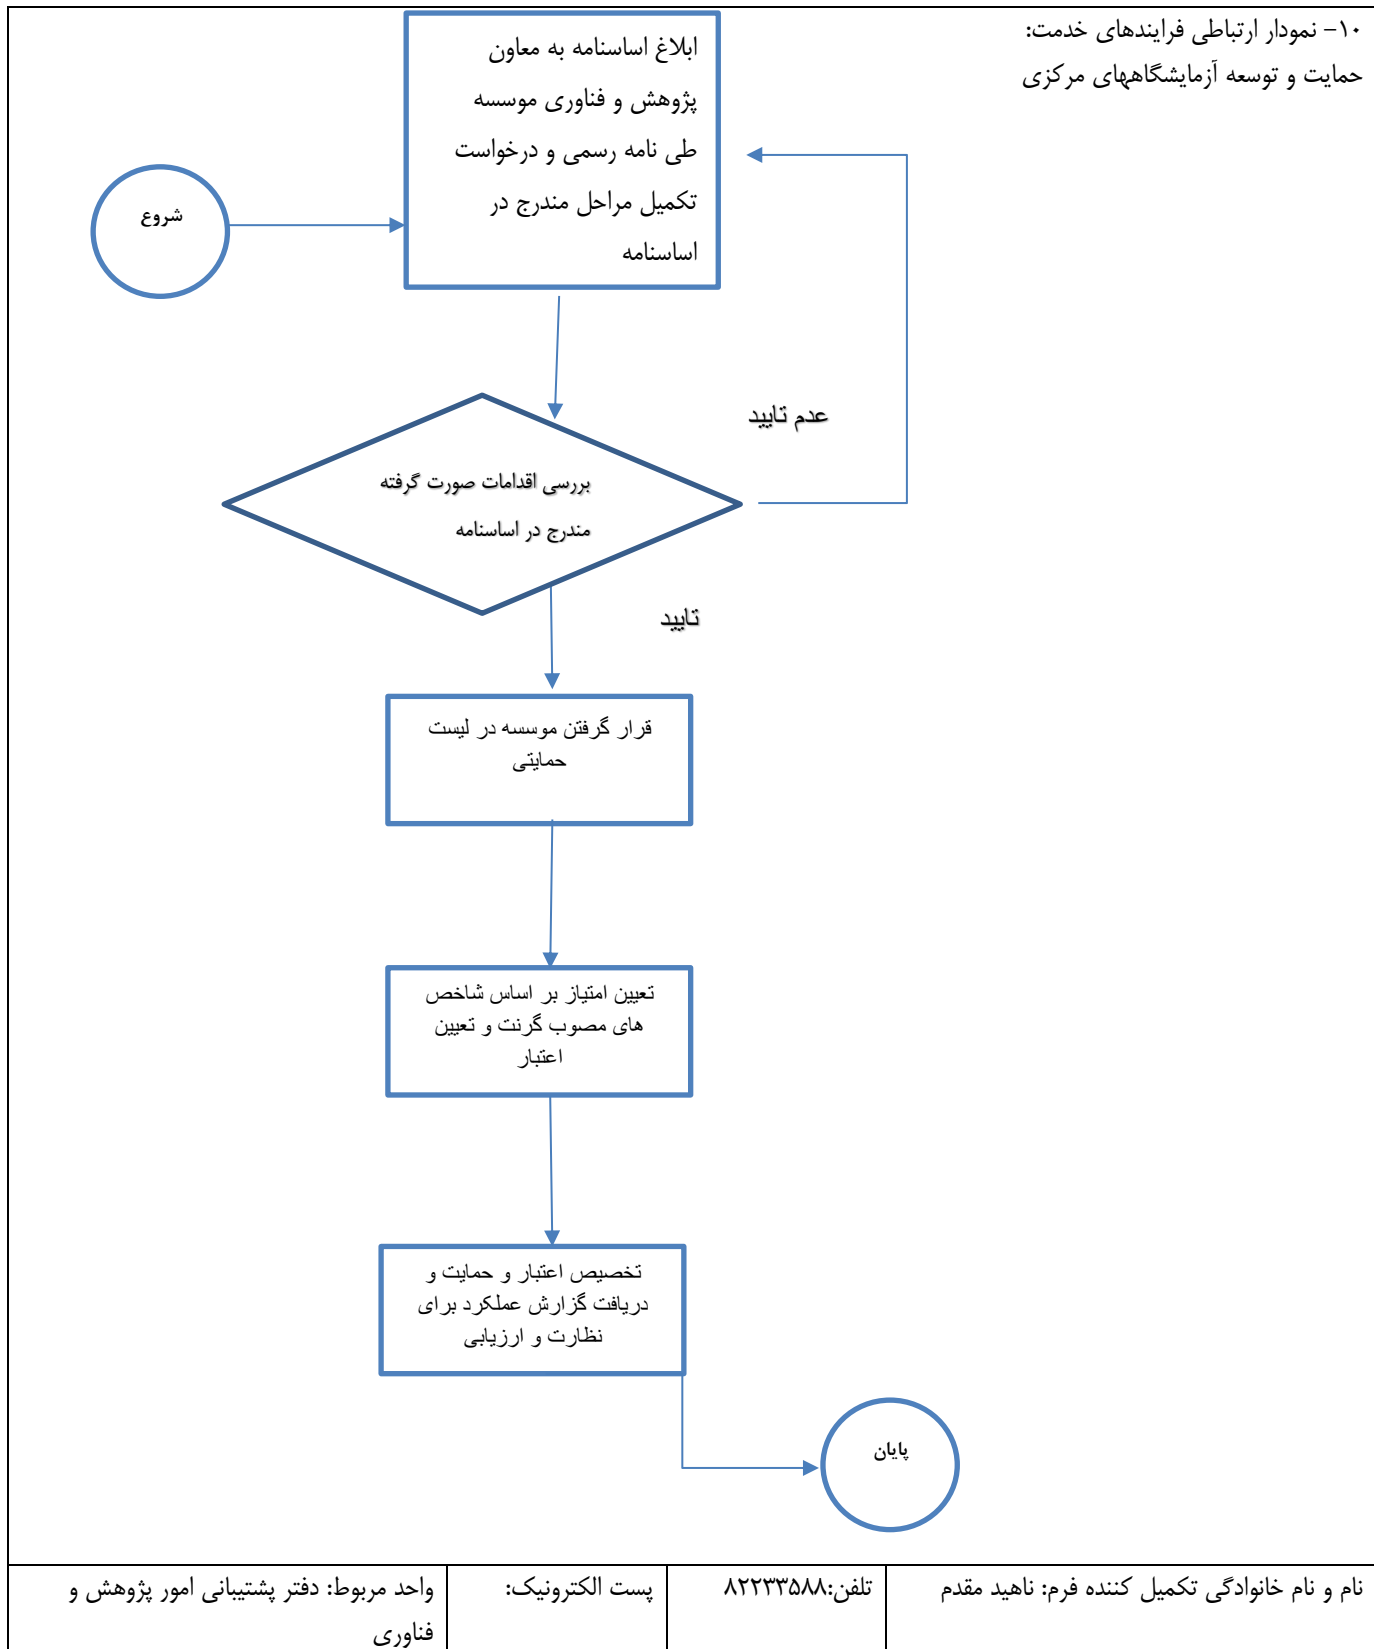 ۱۰- نمودار ارتباطی فرایندهای خدمت:
حمایت و توسعه آزمایشگاههای مرکزی
ابلاغ اساسنامه به معاون
پژوهش و فناوری موسسه
طی نامه رسمی و درخواست
تکمیل مراحل مندرج در
اساسنامه
شروع
عدم تایید
بررسی اقدامات صورت گرفته
مندرج در اساسنامه
تایید
قرار گرفتن موسسه در لیست
حمایتی
تعیین امتیاز بر اساس شاخص
های مصوب گرنت و تعیین
اعتبار
تخصیص اعتبار و حمایت و
دریافت گزارش عملکرد برای
نظارت و ارزیابی
پایان
نام و نام خانوادگی تکمیل کننده فرم: ناهید مقدم
تلفن:۸۲۲۳۳۵۸۸
پست الکترونیک:
واحد مربوط: دفتر پشتیبانی امور پژوهش و
فناوری